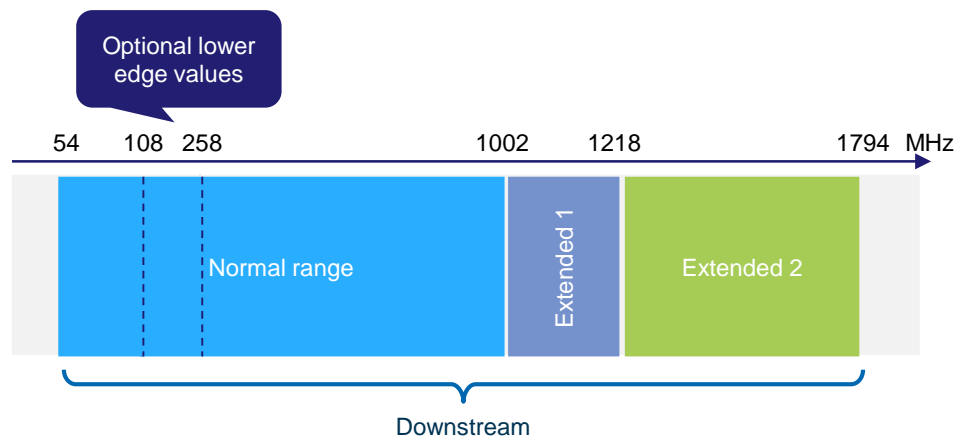 Optional lower
edge values
54 108 258 1002 1218 1794 MHz
Normal range
Extended 1
Extended 2
Downstream